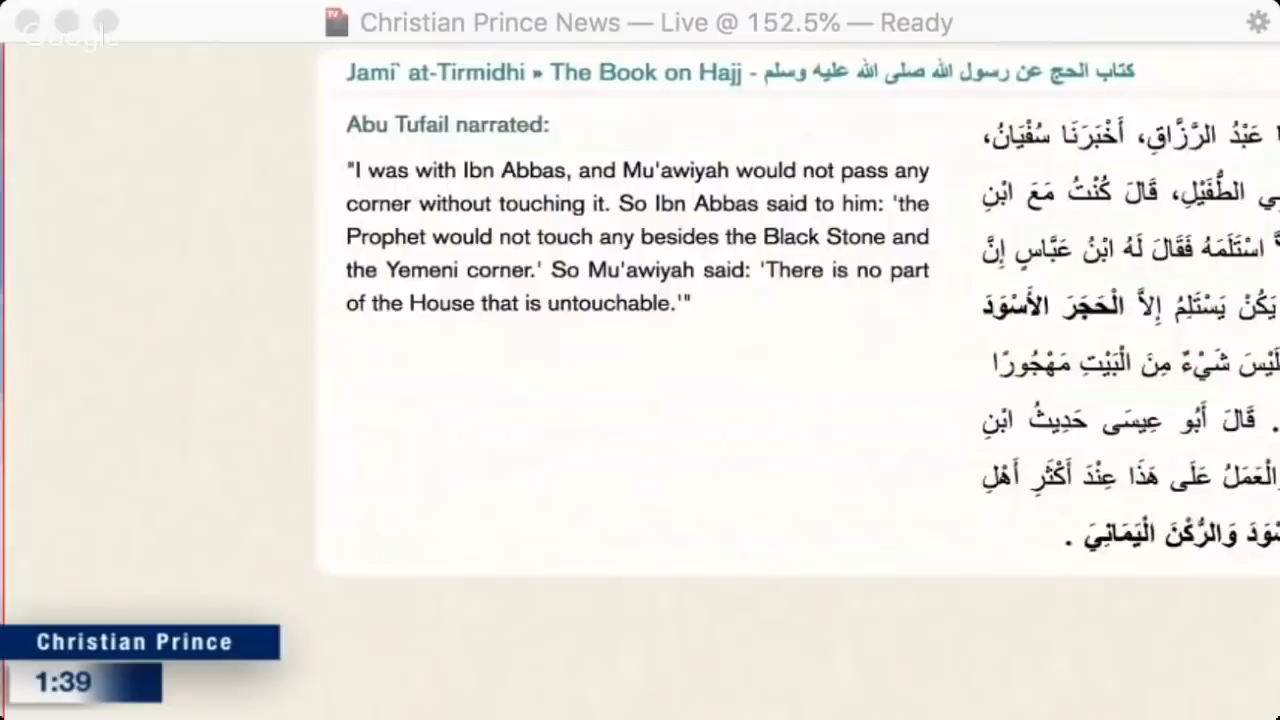 Christian Prince News — Live @ 152.5% — Ready
Google
Jami` at-Tirmidhi » The Book on Hajj - كتاب الحج عن رسول الله صلى الله عليه وسلم
Abu Tufail narrated:
"I was with Ibn Abbas, and Mu'awiyah would not pass any
corner without touching it. So Ibn Abbas said to him: 'the
Prophet would not touch any besides the Black Stone and
the Yemeni corner.' So Mu'awiyah said: 'There is no part
of the House that is untouchable.'"
عَبْدُ الرَّزَّاقِ، أَخْبَرَنَا سُفْيَانُ،
الطُّفَيْلِ، قَالَ كُنْتُ مَعَ ابْنِ
اسْتَلَمَهُ فَقَالَ لَهُ ابْنُ عَبَّاسٍ إِنَّ
يَكُنْ يَسْتَلِمُ إِلاَّ الْحَجَرَ الأَسْوَدَ
شَيْءٌ مِنَ الْبَيْتِ مَهْجُورًا
. قَالَ أَبُو عِيسَى حَدِيثُ ابْنِ
عَلَى هَذَا عِنْدَ أَكْثَرِ أَهْلِ
وَالرُّكْنَ الْيَمَانِيَ .
Christian Prince
1:39